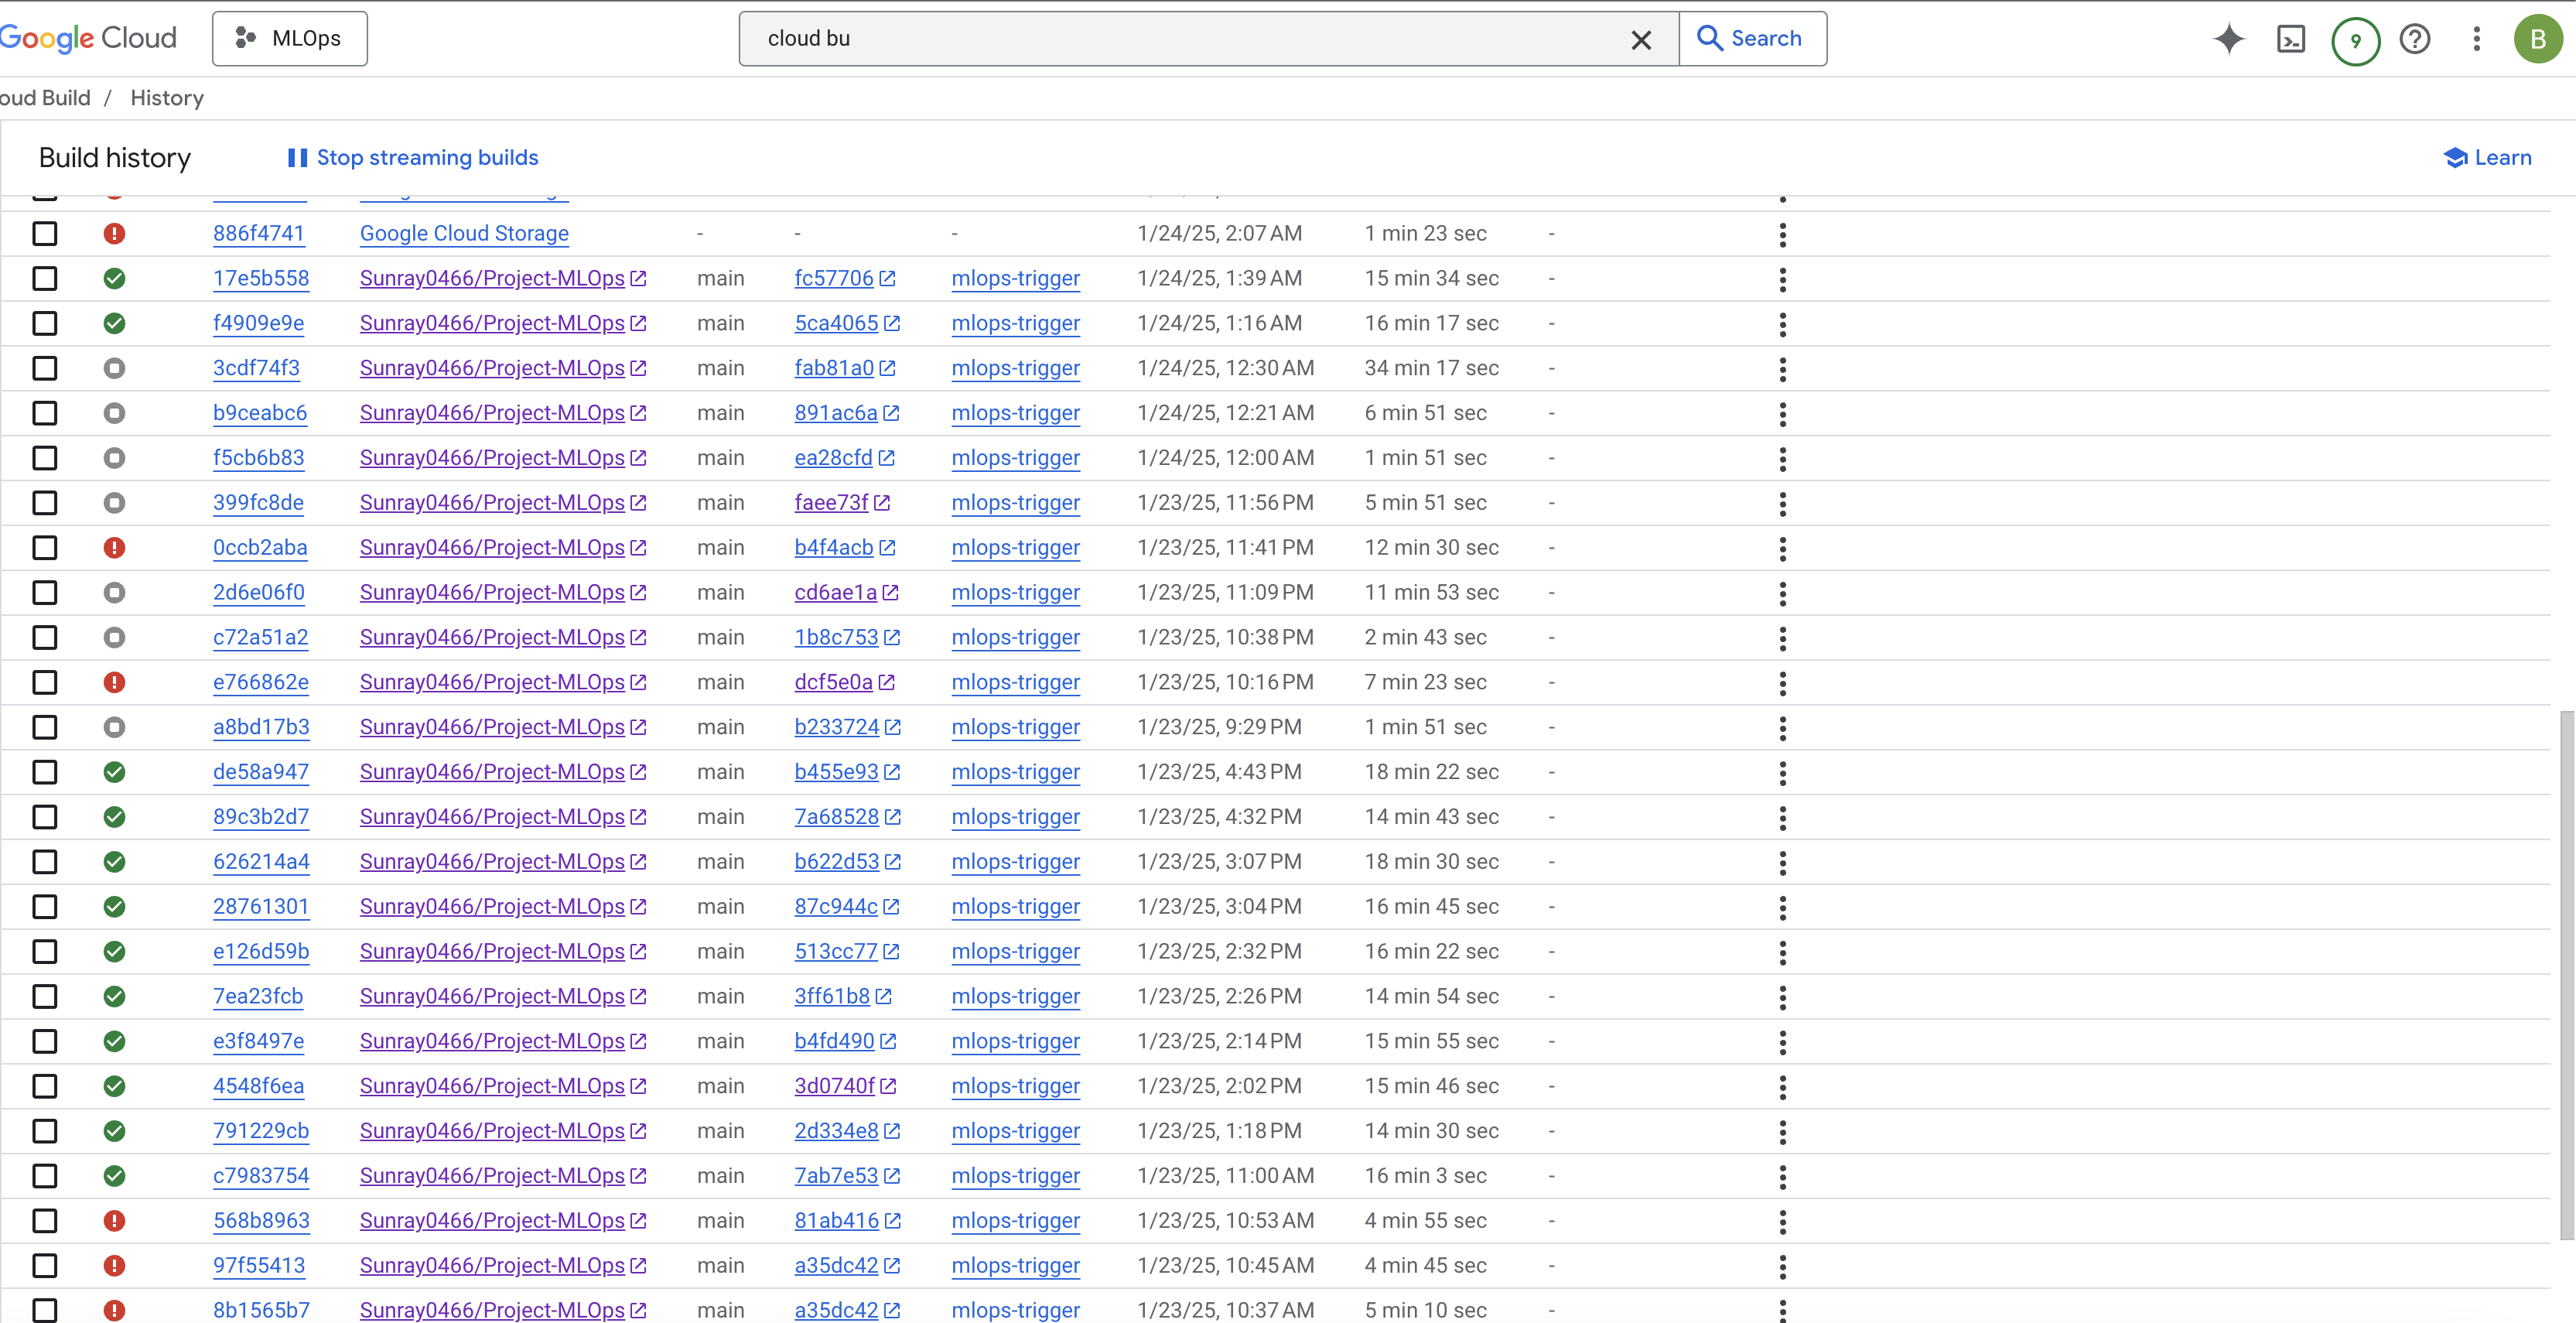 Google Cloud MLOps cloud bu Search 9 B
oud Build / History
Build history Stop streaming builds Learn
886f4741 Google Cloud Storage - - - 1/24/25, 2:07 AM 1 min 23 sec -
17e5b558 Sunray0466/Project-MLOps main fc57706 mlops-trigger 1/24/25, 1:39 AM 15 min 34 sec -
f4909e9e Sunray0466/Project-MLOps main 5ca4065 mlops-trigger 1/24/25, 1:16 AM 16 min 17 sec -
3cdf74f3 Sunray0466/Project-MLOps main fab81a0 mlops-trigger 1/24/25, 12:30 AM 34 min 17 sec -
b9ceabc6 Sunray0466/Project-MLOps main 891ac6a mlops-trigger 1/24/25, 12:21 AM 6 min 51 sec -
f5cb6b83 Sunray0466/Project-MLOps main ea28cfd mlops-trigger 1/24/25, 12:00 AM 1 min 51 sec -
399fc8de Sunray0466/Project-MLOps main faee73f mlops-trigger 1/23/25, 11:56 PM 5 min 51 sec -
0ccb2aba Sunray0466/Project-MLOps main b4f4acb mlops-trigger 1/23/25, 11:41 PM 12 min 30 sec -
2d6e06f0 Sunray0466/Project-MLOps main cd6ae1a mlops-trigger 1/23/25, 11:09 PM 11 min 53 sec -
c72a51a2 Sunray0466/Project-MLOps main 1b8c753 mlops-trigger 1/23/25, 10:38 PM 2 min 43 sec -
e766862e Sunray0466/Project-MLOps main dcf5e0a mlops-trigger 1/23/25, 10:16 PM 7 min 23 sec -
a8bd17b3 Sunray0466/Project-MLOps main b233724 mlops-trigger 1/23/25, 9:29 PM 1 min 51 sec -
de58a947 Sunray0466/Project-MLOps main b455e93 mlops-trigger 1/23/25, 4:43 PM 18 min 22 sec -
89c3b2d7 Sunray0466/Project-MLOps main 7a68528 mlops-trigger 1/23/25, 4:32 PM 14 min 43 sec -
626214a4 Sunray0466/Project-MLOps main b622d53 mlops-trigger 1/23/25, 3:07 PM 18 min 30 sec -
28761301 Sunray0466/Project-MLOps main 87c944c mlops-trigger 1/23/25, 3:04 PM 16 min 45 sec -
e126d59b Sunray0466/Project-MLOps main 513cc77 mlops-trigger 1/23/25, 2:32 PM 16 min 22 sec -
7ea23fcb Sunray0466/Project-MLOps main 3ff61b8 mlops-trigger 1/23/25, 2:26 PM 14 min 54 sec -
e3f8497e Sunray0466/Project-MLOps main b4fd490 mlops-trigger 1/23/25, 2:14 PM 15 min 55 sec -
4548f6ea Sunray0466/Project-MLOps main 3d0740f mlops-trigger 1/23/25, 2:02 PM 15 min 46 sec -
791229cb Sunray0466/Project-MLOps main 2d334e8 mlops-trigger 1/23/25, 1:18 PM 14 min 30 sec -
c7983754 Sunray0466/Project-MLOps main 7ab7e53 mlops-trigger 1/23/25, 11:00 AM 16 min 3 sec -
568b8963 Sunray0466/Project-MLOps main 81ab416 mlops-trigger 1/23/25, 10:53 AM 4 min 55 sec -
97f55413 Sunray0466/Project-MLOps main a35dc42 mlops-trigger 1/23/25, 10:45 AM 4 min 45 sec -
8b1565b7 Sunray0466/Project-MLOps main a35dc42 mlops-trigger 1/23/25, 10:37 AM 5 min 10 sec -